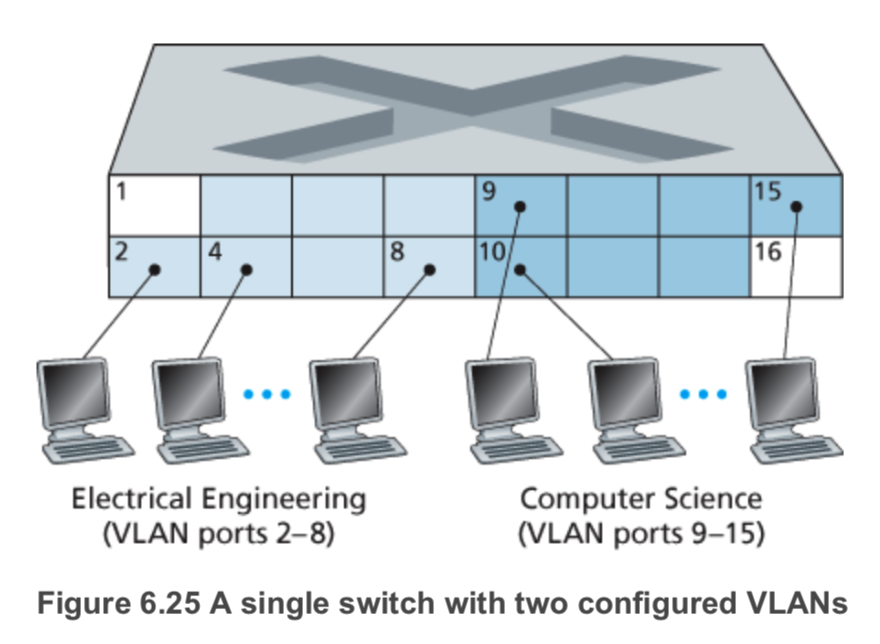 1 9 15
2 4 8 10 16
Electrical Engineering Computer Science
(VLAN ports 2–8) (VLAN ports 9–15)
Figure 6.25 A single switch with two configured VLANs